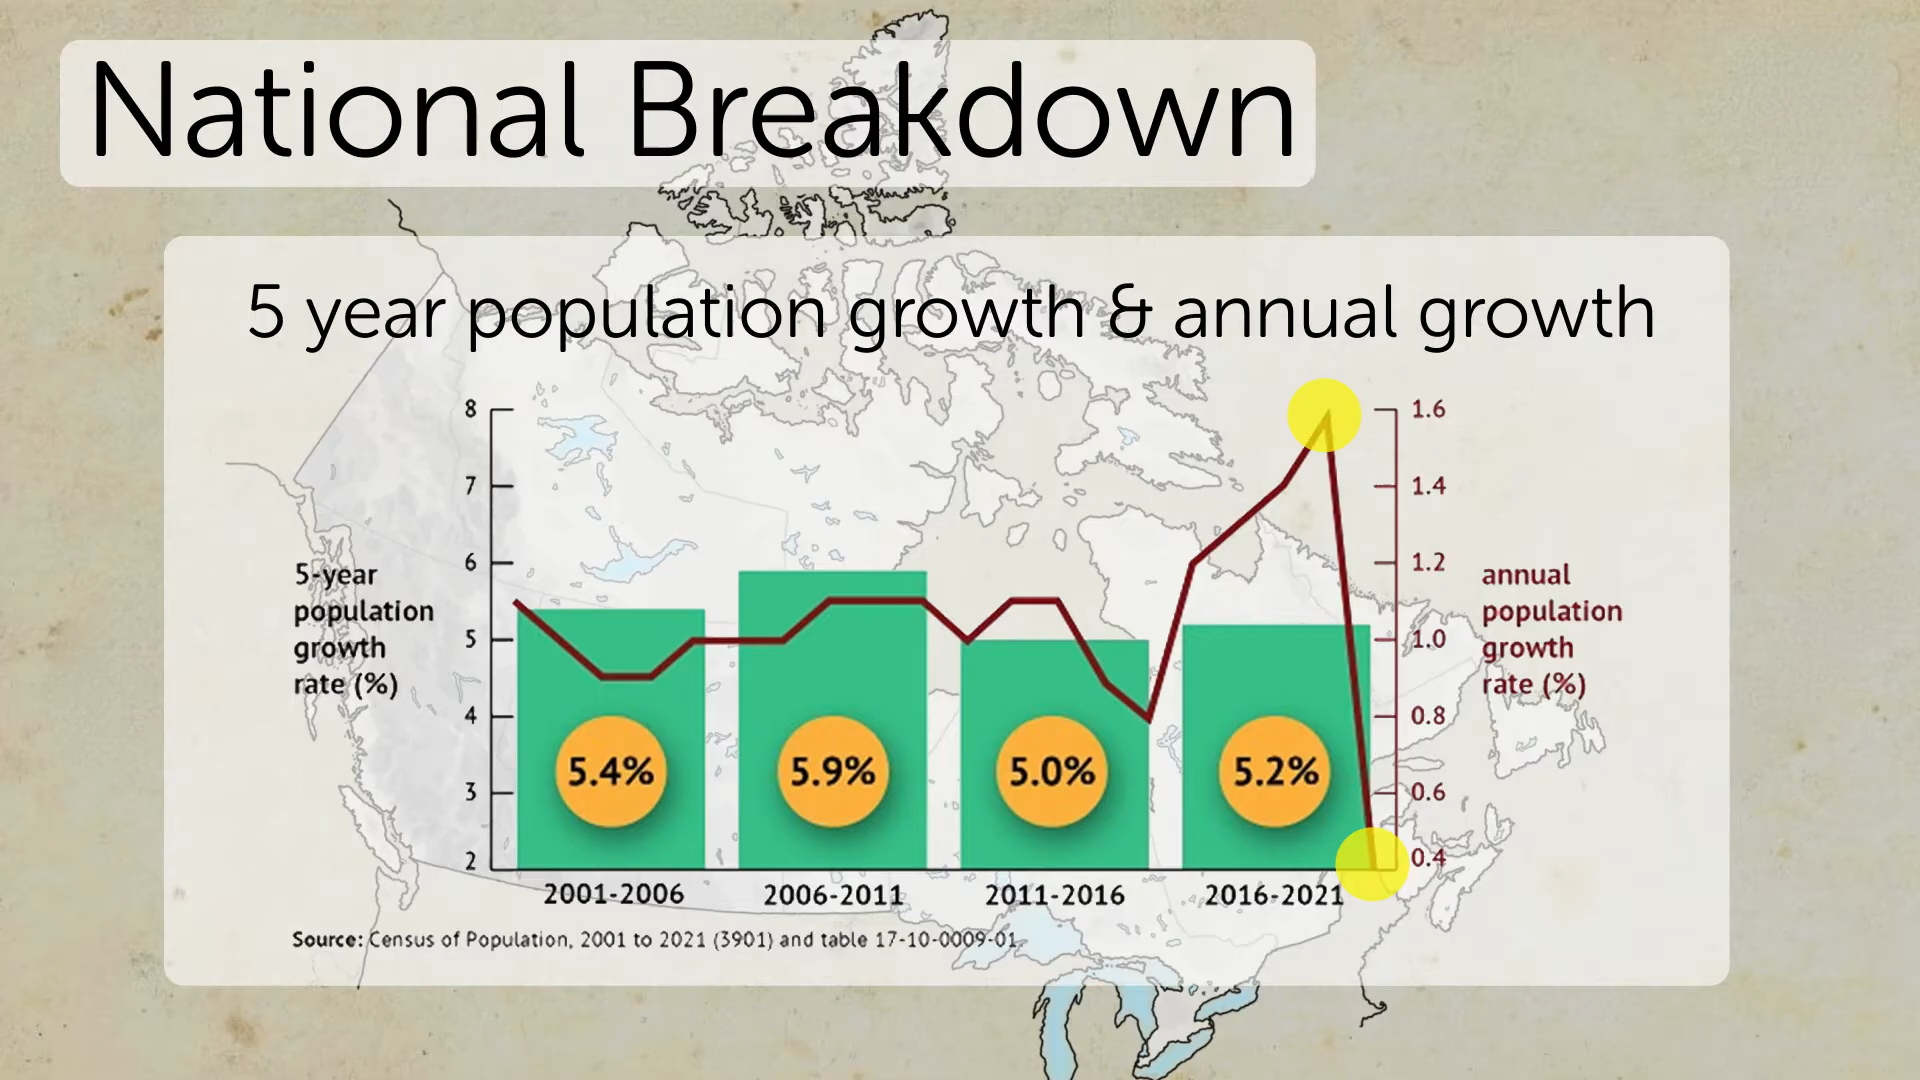 National Breakdown
5 year population growth & annual growth
8
7
6
5
4
3
2
5-year
population
growth
rate (%)
1.6
1.4
1.2
1.0
0.8
0.6
0.4
annual
population
growth
rate (%)
5.4%
5.9%
5.0%
5.2%
2001-2006
2006-2011
2011-2016
2016-2021
Source: Census of Population, 2001 to 2021 (3901) and table 17-10-0009-01.